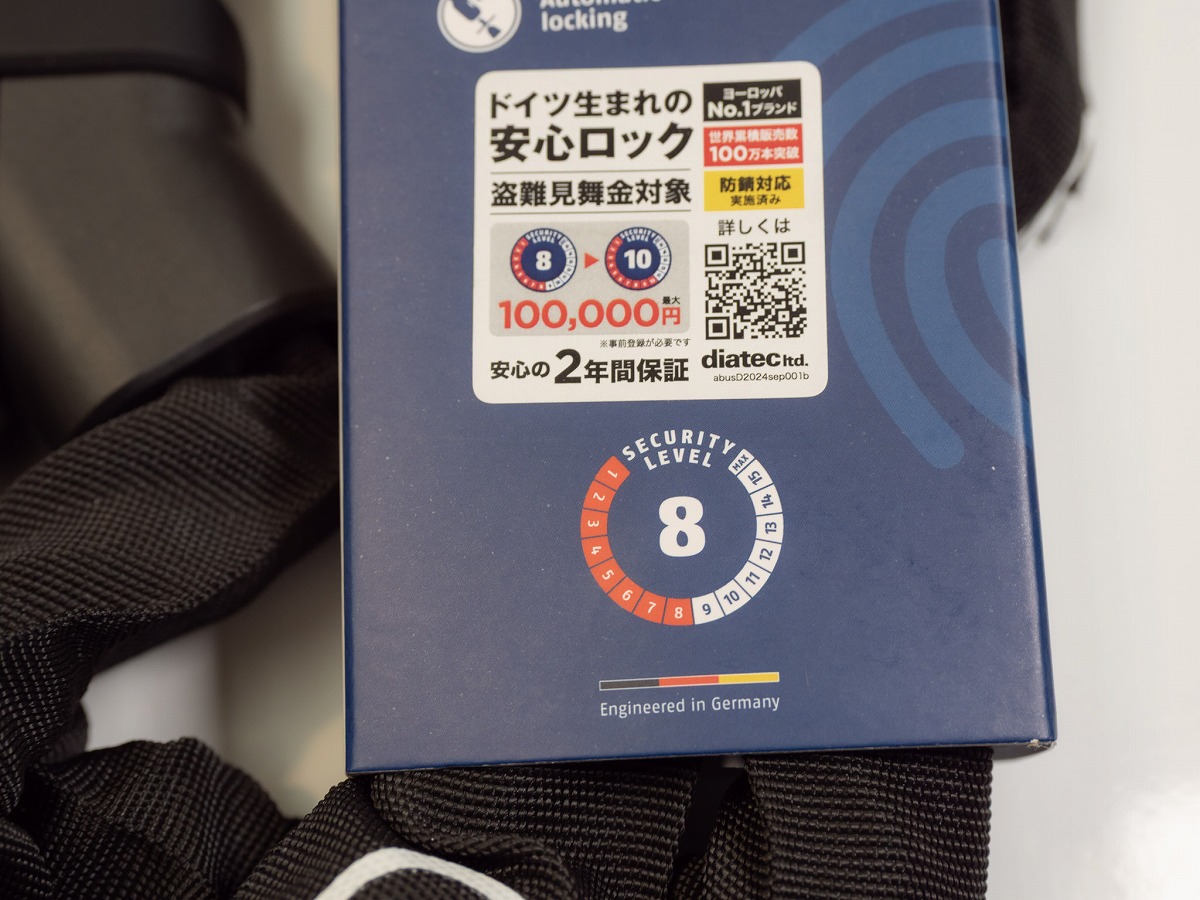 Automatic
locking
ドイツ生まれの
安心ロック
盗難見舞金対象
SECURITY
LEVEL
8
SECURITY
LEVEL
10
最大
100,000円
※事前登録が必要です
安心の2年間保証
ヨーロッパ
No.1ブランド
世界累積販売数
100万本突破
防錆対応
実施済み
詳しくは
diatec ltd.
abusD2024sep001b
SECURITY
LEVEL
1 2 3 4 5 6 7 8 9 10 11 12 13 14 15 MAX
8
Engineered in Germany